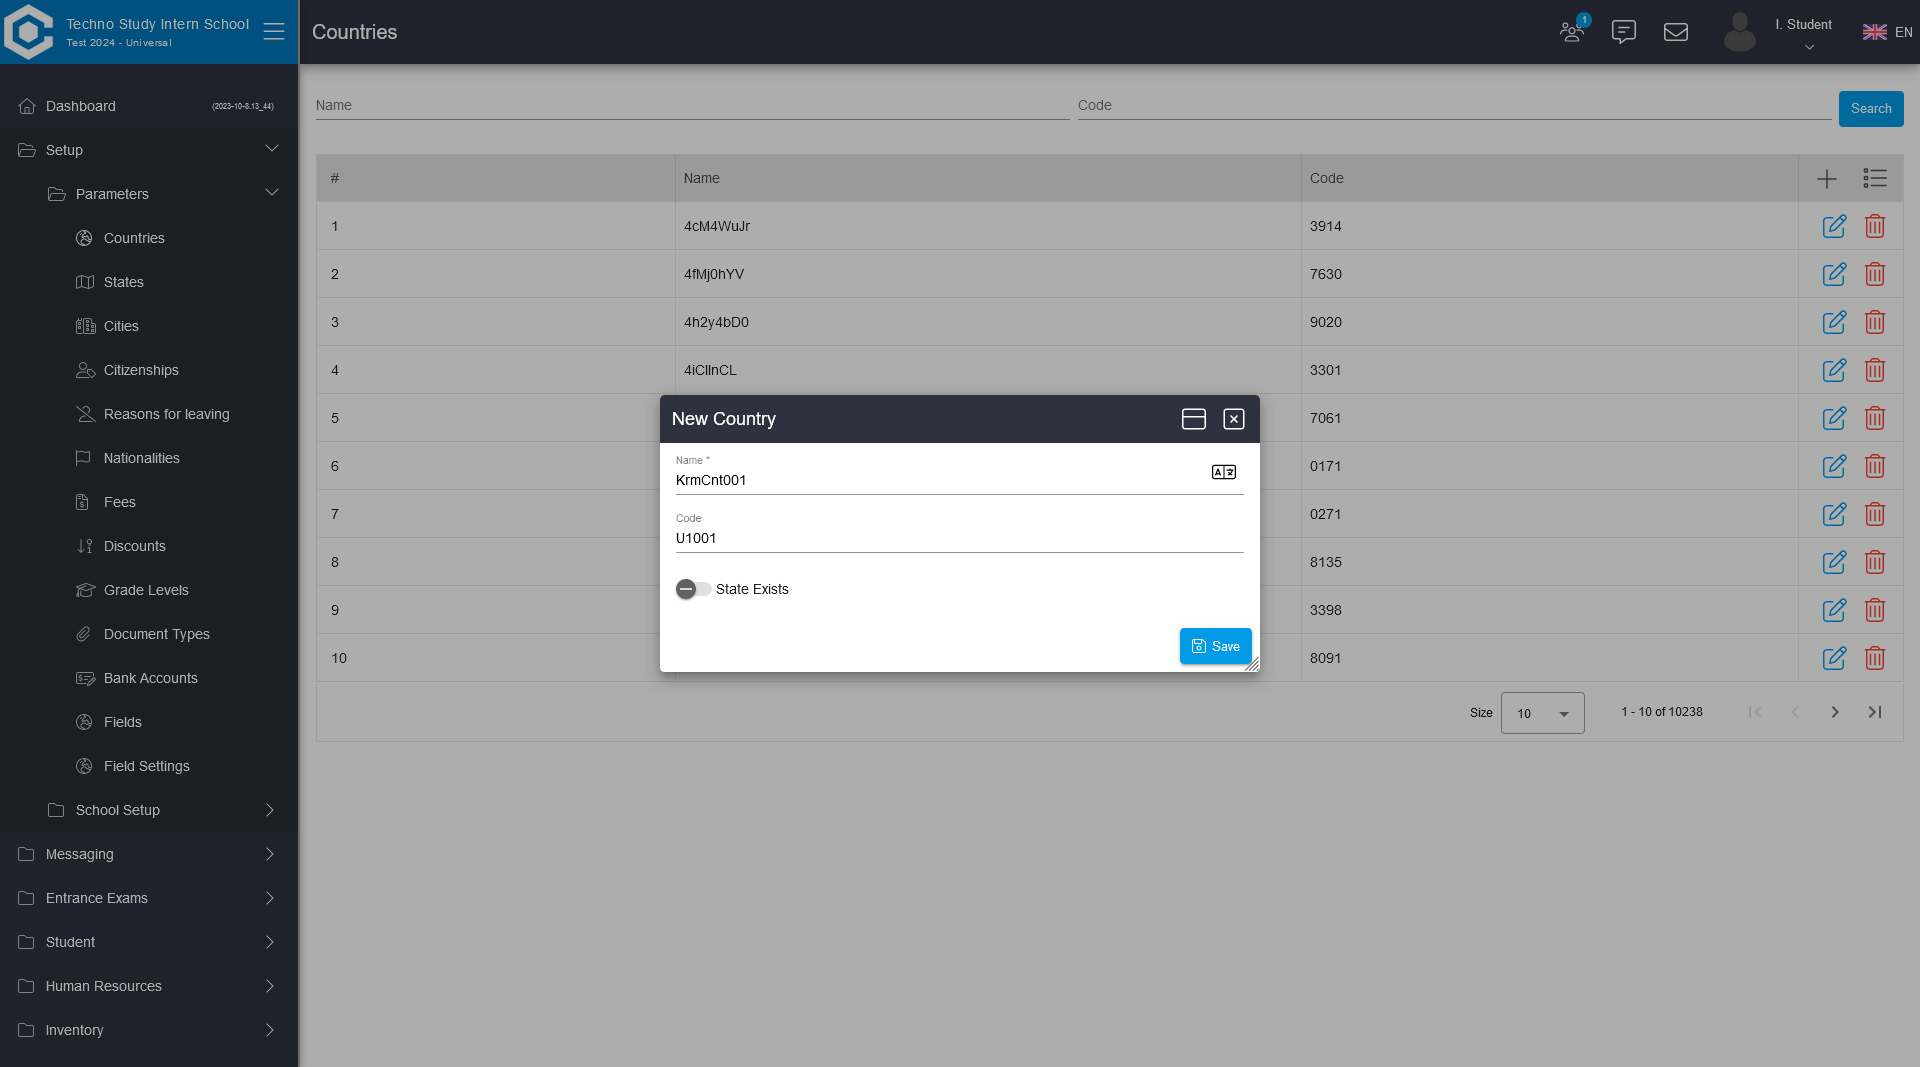 Techno Study Intern School
Test 2024 - Universal
Countries
1
I. Student
EN
Dashboard
(2023-10-8.13_44)
Setup
Parameters
Countries
States
Cities
Citizenships
Reasons for leaving
Nationalities
Fees
Discounts
Grade Levels
Document Types
Bank Accounts
Fields
Field Settings
School Setup
Messaging
Entrance Exams
Student
Human Resources
Inventory
Name
Code
Search
# Name Code
1 4cM4WuJr 3914
2 4fMj0hYV 7630
3 4h2y4bD0 9020
4 4iCIlnCL 3301
5 7061
6 0171
7 0271
8 8135
9 3398
10 8091
Size 10 1 - 10 of 10238
New Country
Name *
KrmCnt001
Code
U1001
State Exists
Save